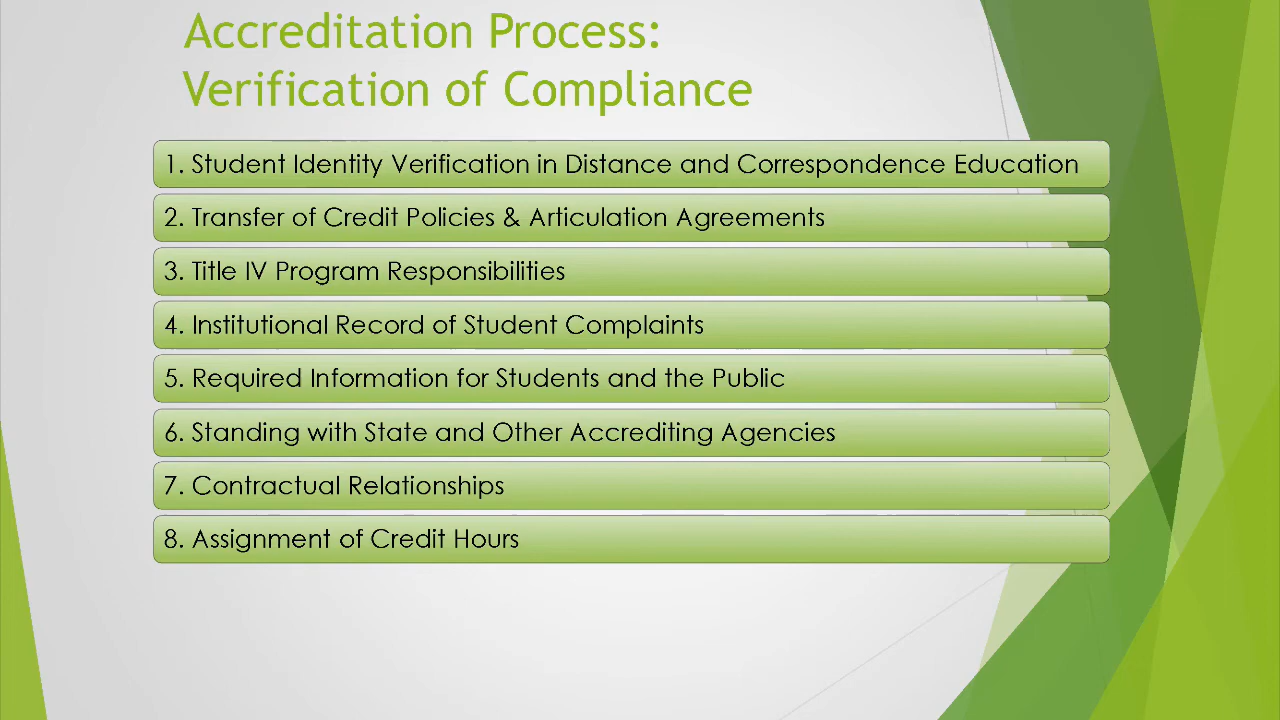 Accreditation Process:
Verification of Compliance
1. Student Identity Verification in Distance and Correspondence Education
2. Transfer of Credit Policies & Articulation Agreements
3. Title IV Program Responsibilities
4. Institutional Record of Student Complaints
5. Required Information for Students and the Public
6. Standing with State and Other Accrediting Agencies
7. Contractual Relationships
8. Assignment of Credit Hours